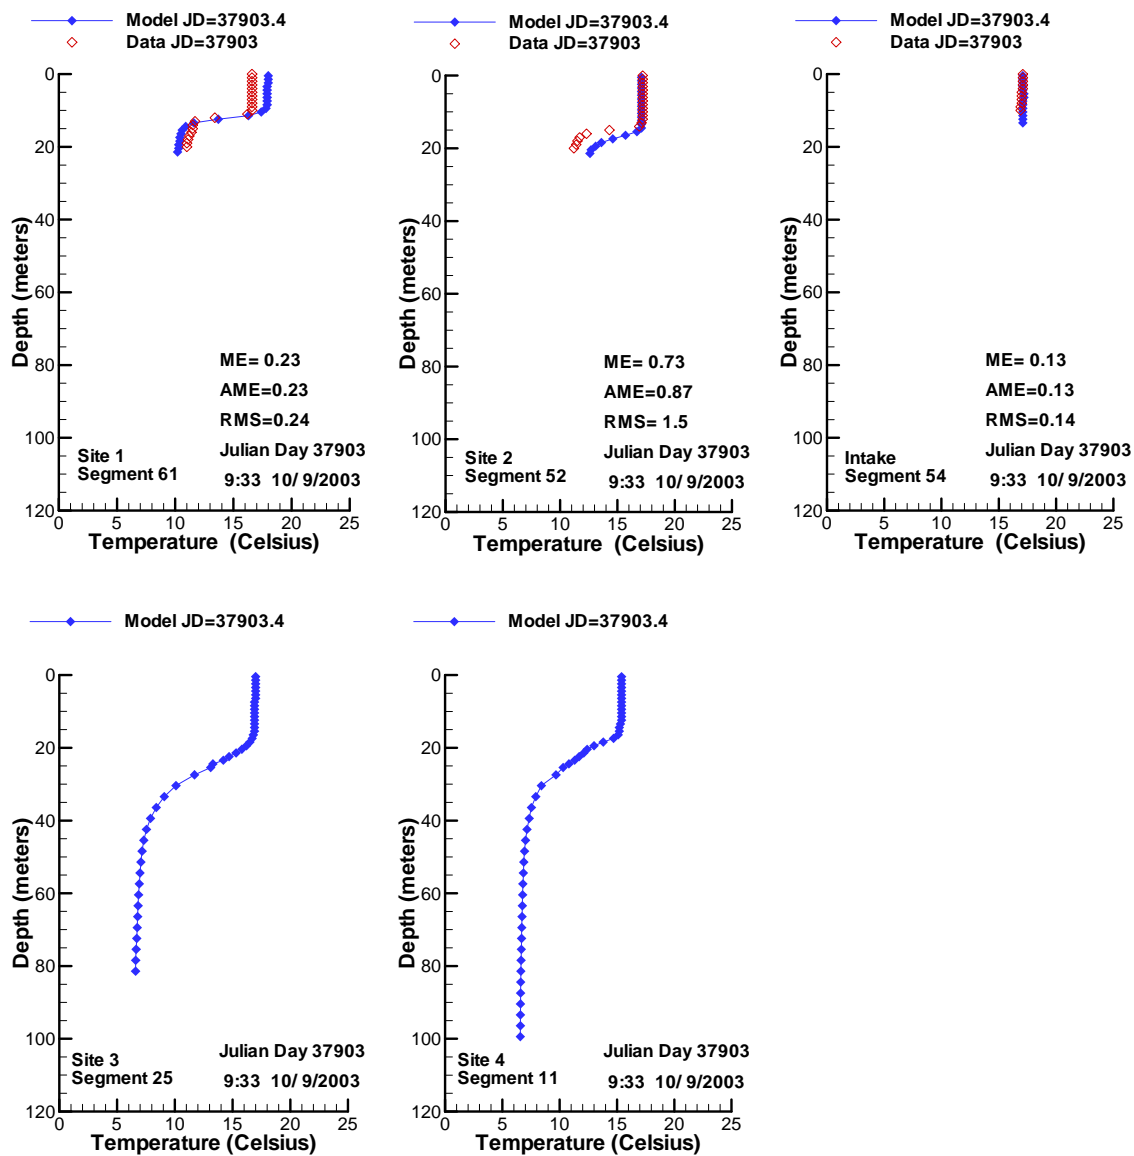 Model JD=37903.4
Data JD=37903
0
20
40
60
80
100
120
Depth (meters)
ME= 0.23
AME=0.23
RMS=0.24
Julian Day 37903
9:33 10/ 9/2003
Site 1
Segment 61
0 5 10 15 20 25
Temperature (Celsius)
Model JD=37903.4
Data JD=37903
0
20
40
60
80
100
120
Depth (meters)
ME= 0.73
AME=0.87
RMS= 1.5
Julian Day 37903
9:33 10/ 9/2003
Site 2
Segment 52
0 5 10 15 20 25
Temperature (Celsius)
Model JD=37903.4
Data JD=37903
0
20
40
60
80
100
120
Depth (meters)
ME= 0.13
AME=0.13
RMS=0.14
Julian Day 37903
9:33 10/ 9/2003
Intake
Segment 54
0 5 10 15 20 25
Temperature (Celsius)
Model JD=37903.4
0
20
40
60
80
100
120
Depth (meters)
Julian Day 37903
9:33 10/ 9/2003
Site 3
Segment 25
0 5 10 15 20 25
Temperature (Celsius)
Model JD=37903.4
0
20
40
60
80
100
120
Depth (meters)
Julian Day 37903
9:33 10/ 9/2003
Site 4
Segment 11
0 5 10 15 20 25
Temperature (Celsius)